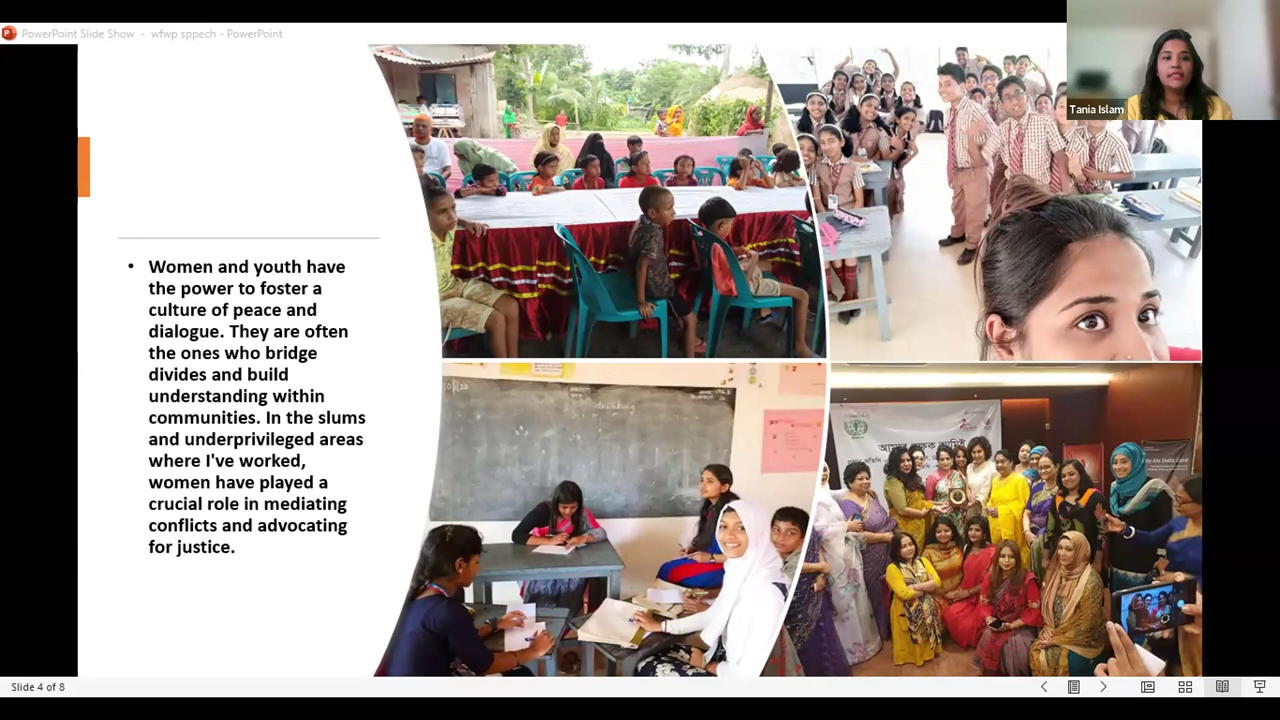 PowerPoint Slide Show - wfwp sppech - PowerPoint
Tania Islam
• Women and youth have
the power to foster a
culture of peace and
dialogue. They are often
the ones who bridge
divides and build
understanding within
communities. In the slums
and underprivileged areas
where I've worked,
women have played a
crucial role in mediating
conflicts and advocating
for justice.
Slide 4 of 8